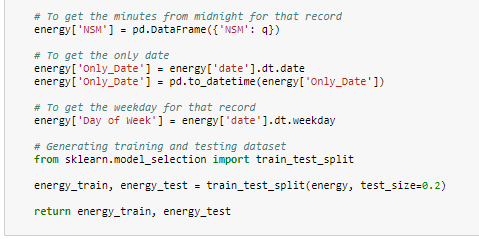 # To get the minutes from midnight for that record
energy['NSM'] = pd.DataFrame({'NSM': q})
# To get the only date
energy['Only_Date'] = energy['date'].dt.date
energy['Only_Date'] = pd.to_datetime(energy['Only_Date'])
# To get the weekday for that record
energy['Day of Week'] = energy['date'].dt.weekday
# Generating training and testing dataset
from sklearn.model_selection import train_test_split
energy_train, energy_test = train_test_split(energy, test_size=0.2)
return energy_train, energy_test